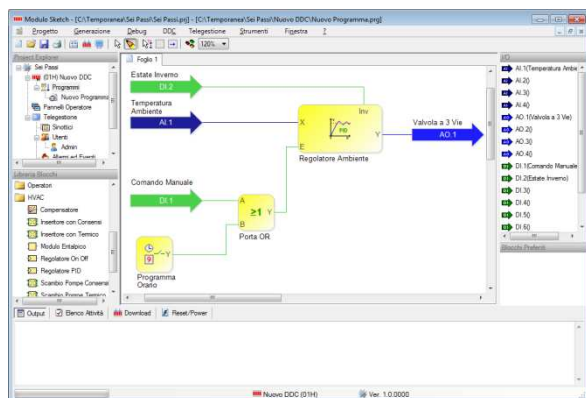 Modulo Sketch - [C:\Temporanea\Sei Passi\Sei Passi.prj] - [C:\Temporanea\Sei Passi\Nuovo DDC\Nuovo Programma.prg]
Progetto Generazione Debug DDC Telegestione Strumenti Finestra ?
120%
Project Explorer
Sei Passi
(01H) Nuovo DDC
Programmi
Nuovo Programma
Pannelli Operatore
Telegestione
Sinottici
Utenti
Admin
Allarmi ed Eventi
Libreria Blocchi
Operatori
HVAC
Compensatore
Insertore con Consensi
Insertore con Termico
Modulo Entalpico
Regolatore On Off
Regolatore PID
Scambio Pompe Consensi
Scambio Pompe Termico
Foglio 1
Estate Inverno
DI.2
Temperatura
Ambiente
AI.1
Inv
X
PID
Y
E
Regolatore Ambiente
Valvola a 3 Vie
AO.1
Comando Manuale
DI.1
A
≥1
Y
B
Porta OR
9
Y
Programma
Orario
I/O
AI.1(Temperatura Ambie
AI.2()
AI.3()
AI.4()
AO.1(Valvola a 3 Vie)
AO.2()
AO.3()
AO.4()
DI.1(Comando Manuale)
DI.2(Estate Inverno)
DI.3()
DI.4()
DI.5()
DI.6()
Blocchi Preferiti
Output Elenco Attività Download Reset/Power
Nuovo DDC (01H)
Ver. 1.0.0000